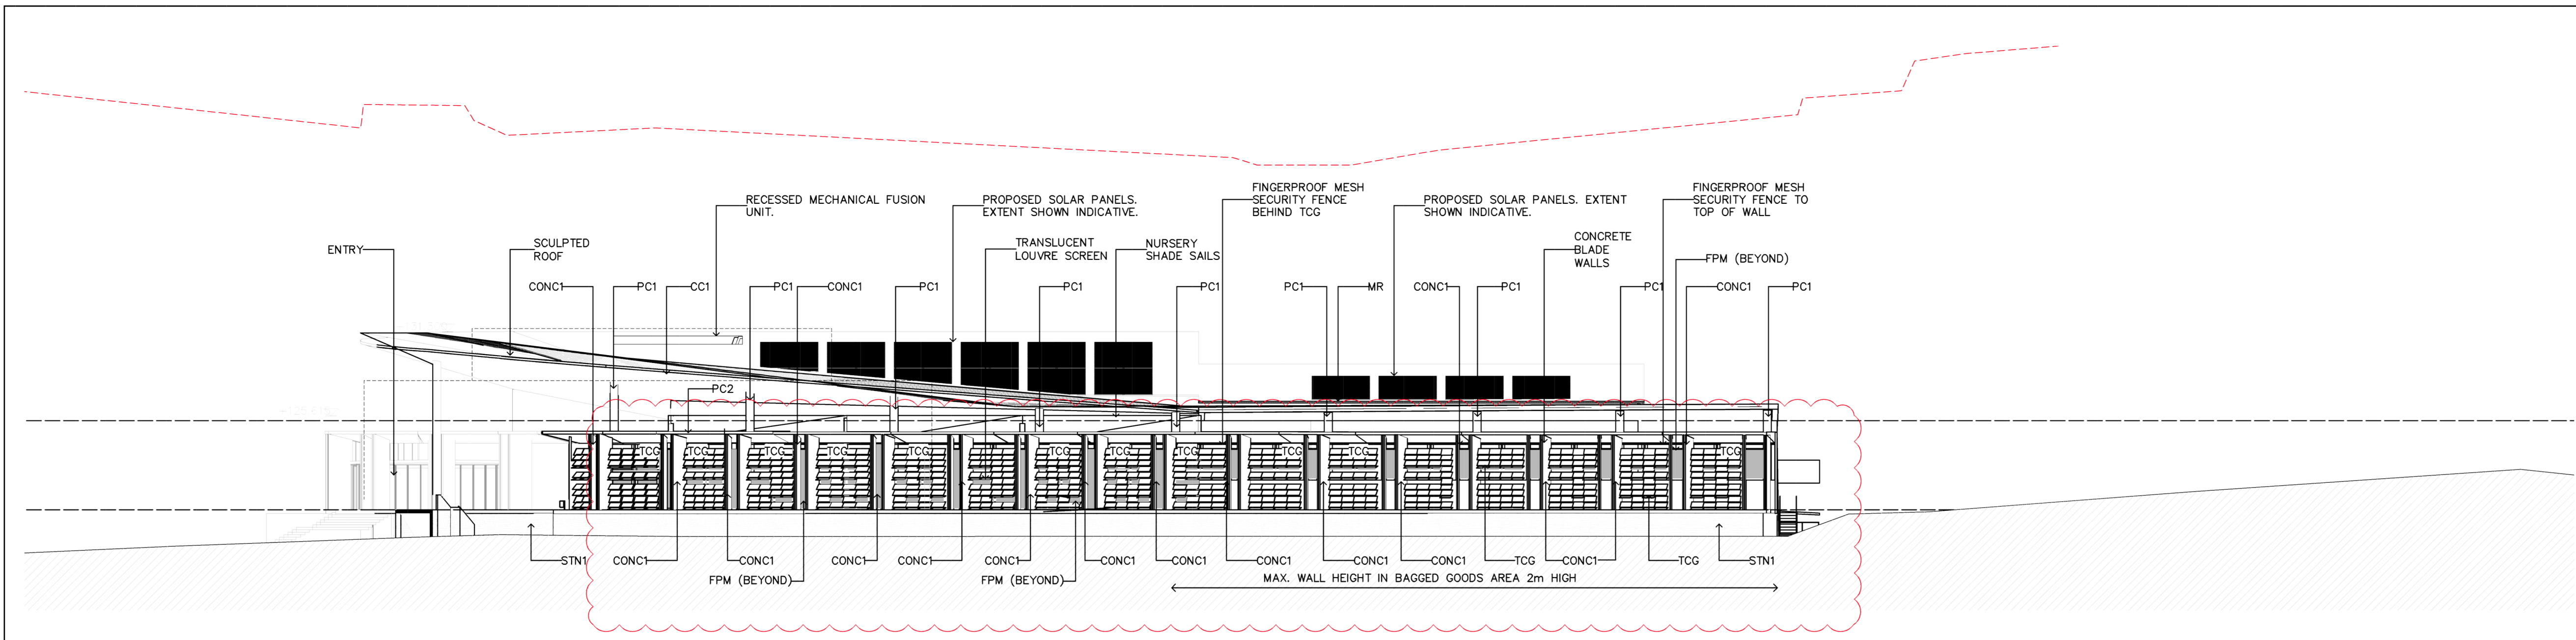 RECESSED MECHANICAL FUSION
UNIT.
PROPOSED SOLAR PANELS.
EXTENT SHOWN INDICATIVE.
FINGERPROOF MESH
SECURITY FENCE
BEHIND TCG
PROPOSED SOLAR PANELS. EXTENT
SHOWN INDICATIVE.
FINGERPROOF MESH
SECURITY FENCE TO
TOP OF WALL
ENTRY
SCULPTED
ROOF
TRANSLUCENT
LOUVRE SCREEN
NURSERY
SHADE SAILS
CONCRETE
BLADE
WALLS
FPM (BEYOND)
CONC1
PC1
CC1
PC1
CONC1
PC1
PC1
PC1
PC1
MR
CONC1
PC1
PC1
CONC1
PC1
PC2
TCG
TCG
TCG
TCG
TCG
TCG
TCG
TCG
TCG
TCG
TCG
TCG
STN1
CONC1
CONC1
CONC1
CONC1
CONC1
CONC1
CONC1
CONC1
CONC1
CONC1
TCG
CONC1
TCG
STN1
FPM (BEYOND)
FPM (BEYOND)
MAX. WALL HEIGHT IN BAGGED GOODS AREA 2m HIGH